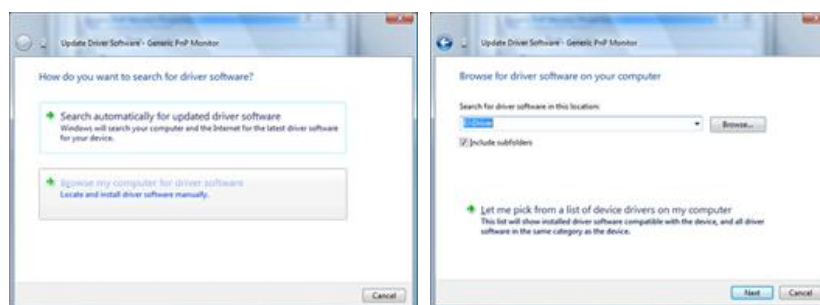 Update Driver Software - Generic PnP Monitor
How do you want to search for driver software?
Search automatically for updated driver software
Windows will search your computer and the Internet for the latest driver software
for your device.
Browse my computer for driver software
Locate and install driver software manually.
Cancel
Update Driver Software - Generic PnP Monitor
Browse for driver software on your computer
Search for driver software in this location:
Browse...
Include subfolders
Let me pick from a list of device drivers on my computer
This list will show installed driver software compatible with the device, and all driver
software in the same category as the device.
Next
Cancel